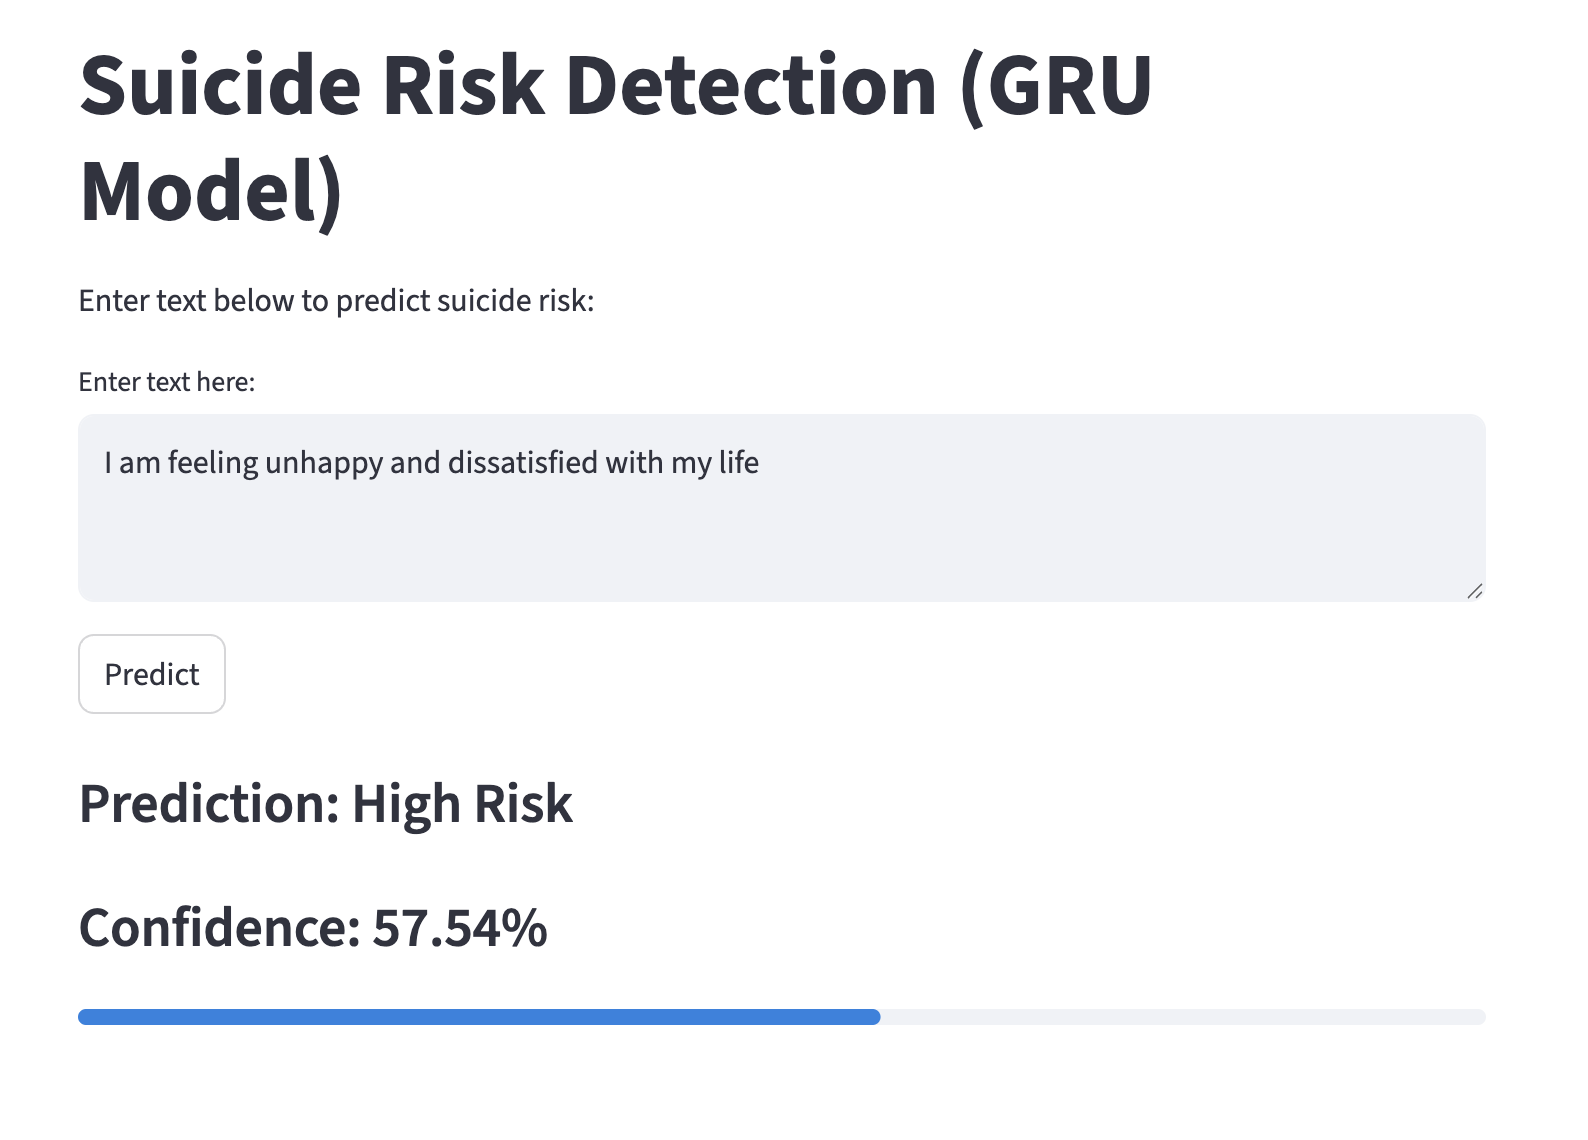 Suicide Risk Detection (GRU
Model)
Enter text below to predict suicide risk:
Enter text here:
I am feeling unhappy and dissatisfied with my life
Predict
Prediction: High Risk
Confidence: 57.54%